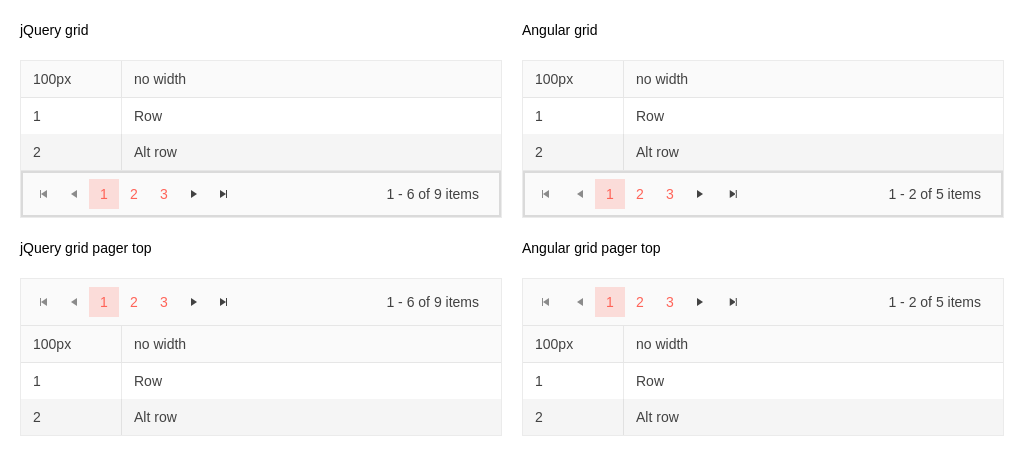 jQuery grid
100px no width
1 Row
2 Alt row
1 2 3 1 - 6 of 9 items
Angular grid
100px no width
1 Row
2 Alt row
1 2 3 1 - 2 of 5 items
jQuery grid pager top
1 2 3 1 - 6 of 9 items
100px no width
1 Row
2 Alt row
Angular grid pager top
1 2 3 1 - 2 of 5 items
100px no width
1 Row
2 Alt row